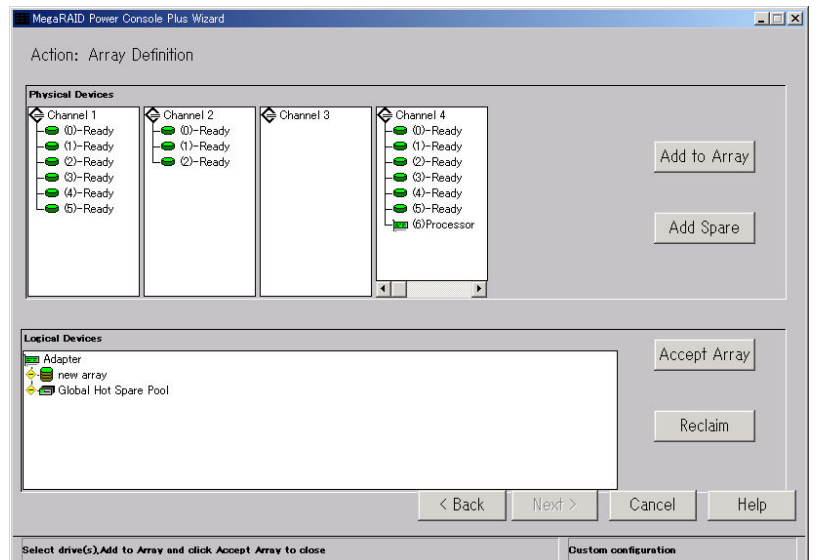 MegaRAID Power Console Plus Wizard
Action: Array Definition
Physical Devices
Channel 1
(0)-Ready
(1)-Ready
(2)-Ready
(3)-Ready
(4)-Ready
(5)-Ready
Channel 2
(0)-Ready
(1)-Ready
(2)-Ready
Channel 3
Channel 4
(0)-Ready
(1)-Ready
(2)-Ready
(3)-Ready
(4)-Ready
(5)-Ready
(6)Processor
Add to Array
Add Spare
Logical Devices
Adapter
new array
Global Hot Spare Pool
Accept Array
Reclaim
< Back
Next >
Cancel
Help
Select drive(s),Add to Array and click Accept Array to close
Custom configuration